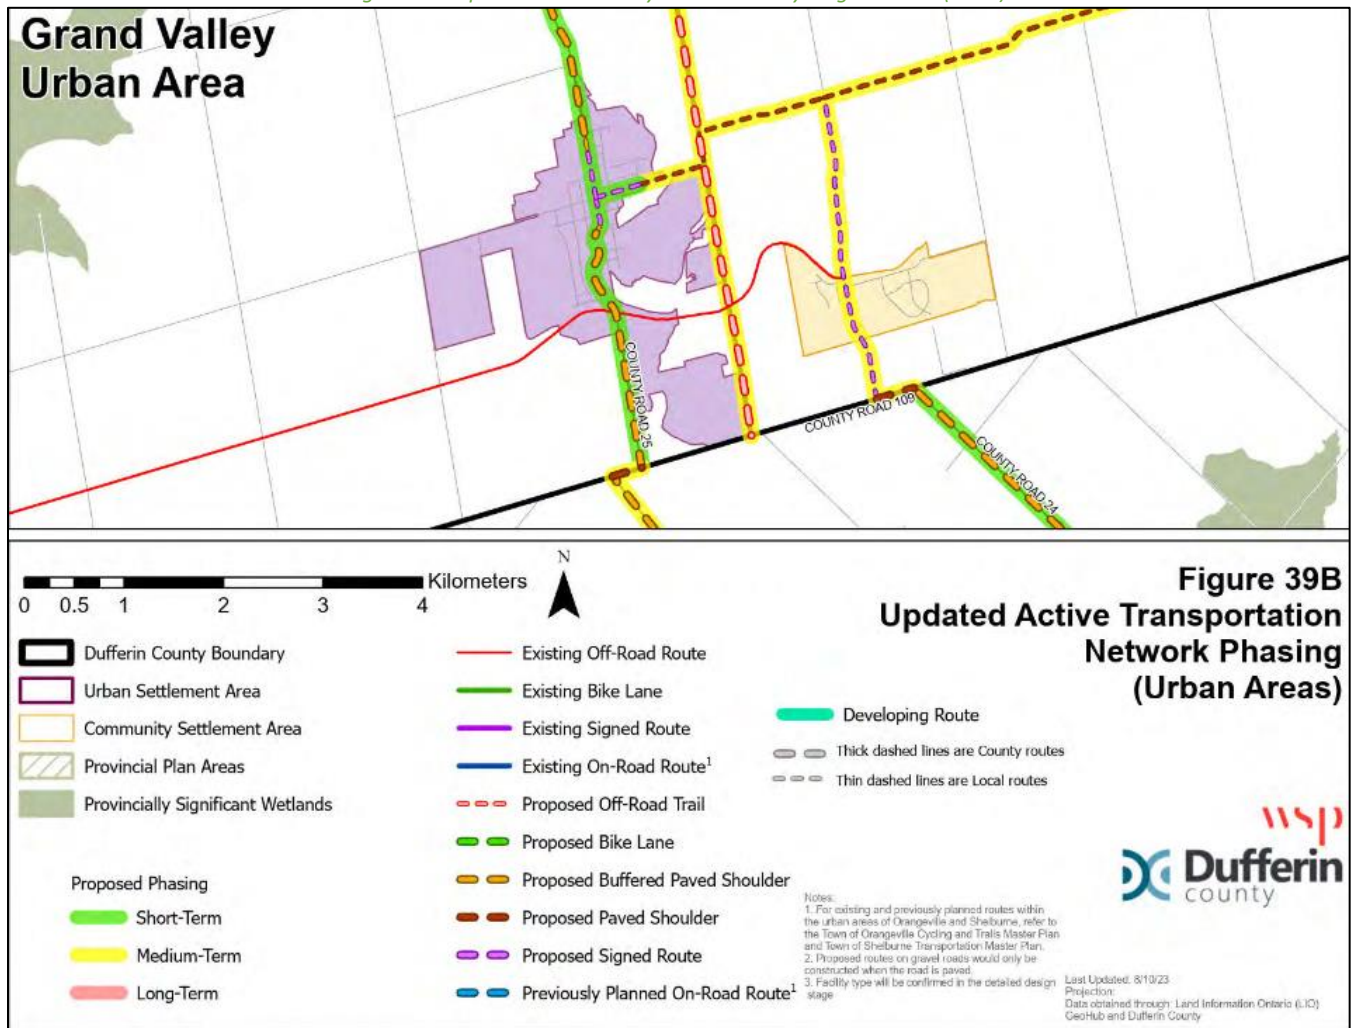 Grand Valley
Urban Area
COUNTY ROAD 25
COUNTY ROAD 109
COUNTY ROAD 24
Kilometers
0 0.5 1 2 3 4
N
Figure 39B
Updated Active Transportation
Network Phasing
(Urban Areas)
Dufferin County Boundary
Urban Settlement Area
Community Settlement Area
Provincial Plan Areas
Provincially Significant Wetlands
Proposed Phasing
Short-Term
Medium-Term
Long-Term
Existing Off-Road Route
Existing Bike Lane
Existing Signed Route
Existing On-Road Route¹
Proposed Off-Road Trail
Proposed Bike Lane
Proposed Buffered Paved Shoulder
Proposed Paved Shoulder
Proposed Signed Route
Previously Planned On-Road Route¹
Developing Route
Thick dashed lines are County routes
Thin dashed lines are Local routes
wsp
Dufferin
county
Notes:
1. For existing and previously planned routes within
the urban areas of Orangeville and Shelburne, refer to
the Town of Orangeville Cycling and Trails Master Plan
and Town of Shelburne Transportation Master Plan.
2. Proposed routes on gravel roads would only be
constructed when the road is paved.
3. Facility type will be confirmed in the detailed design
stage
Last Updated: 8/10/23
Projection:
Data obtained through: Land Information Ontario (LIO)
GeoHub and Dufferin County